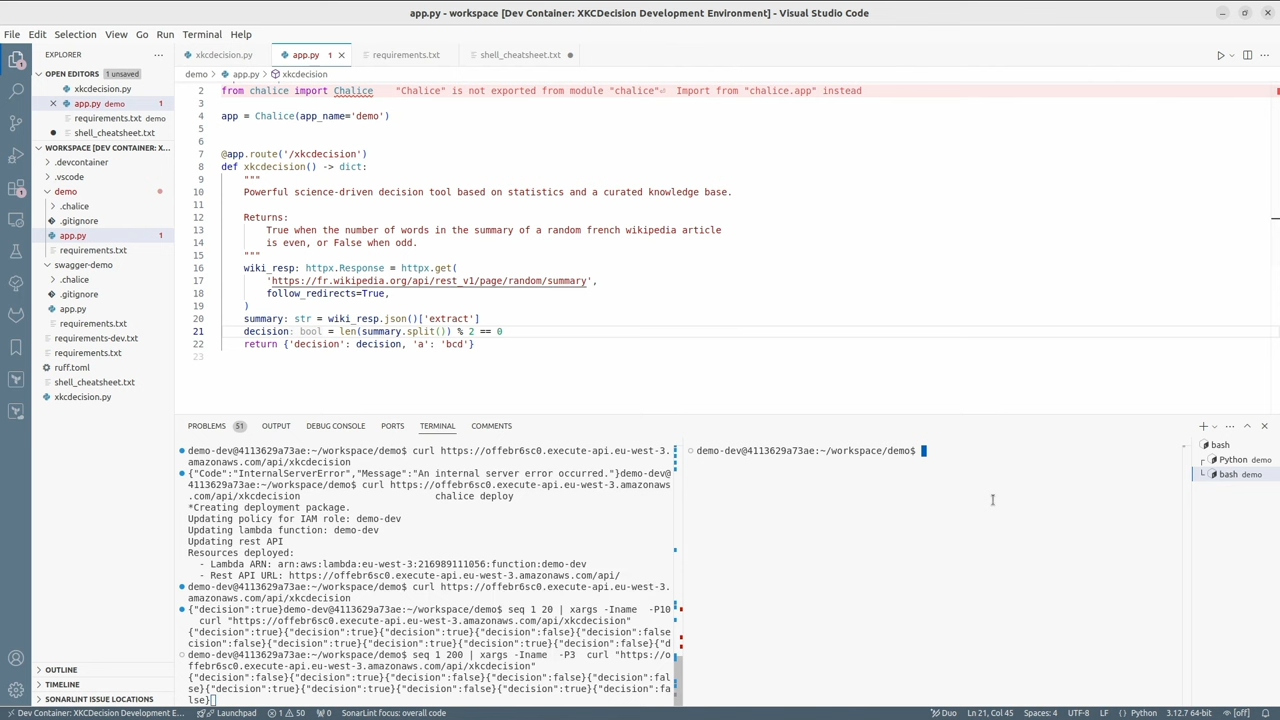 app.py - workspace [Dev Container: XKCDecision Development Environment] - Visual Studio Code
File Edit Selection View Go Run Terminal Help
EXPLORER
xkcdecision.py
app.py 1
requirements.txt
shell_cheatsheet.txt
OPEN EDITORS 1 unsaved
demo > app.py > xkcdecision
xkcdecision.py
app.py demo 1
requirements.txt demo
shell_cheatsheet.txt
WORKSPACE [DEV CONTAINER: X...
.devcontainer
.vscode
demo
.chalice
.gitignore
app.py 1
requirements.txt
swagger-demo
.chalice
.gitignore
app.py
requirements.txt
requirements-dev.txt
requirements.txt
ruff.toml
shell_cheatsheet.txt
xkcdecision.py
OUTLINE
TIMELINE
SONARLINT ISSUE LOCATIONS
2 from chalice import Chalice "Chalice" is not exported from module "chalice"⏎ Import from "chalice.app" instead
3
4 app = Chalice(app_name='demo')
5
6
7 @app.route('/xkcdecision')
8 def xkcdecision() -> dict:
9 """
10 Powerful science-driven decision tool based on statistics and a curated knowledge base.
11
12 Returns:
13 True when the number of words in the summary of a random french wikipedia article
14 is even, or False when odd.
15 """
16 wiki_resp: httpx.Response = httpx.get(
17 'https://fr.wikipedia.org/api/rest_v1/page/random/summary',
18 follow_redirects=True,
19 )
20 summary: str = wiki_resp.json()['extract']
21 decision: bool = len(summary.split()) % 2 == 0
22 return {'decision': decision, 'a': 'bcd'}
23
PROBLEMS 51 OUTPUT DEBUG CONSOLE PORTS TERMINAL COMMENTS
demo-dev@4113629a73ae:~/workspace/demo$ curl https://offebr6sc0.execute-api.eu-west-3.
amazonaws.com/api/xkcdecision
{"Code":"InternalServerError","Message":"An internal server error occurred."}demo-dev@
4113629a73ae:~/workspace/demo$ curl https://offebr6sc0.execute-api.eu-west-3.amazonaws
.com/api/xkcdecision chalice deploy
*Creating deployment package.
Updating policy for IAM role: demo-dev
Updating lambda function: demo-dev
Updating rest API
Resources deployed:
- Lambda ARN: arn:aws:lambda:eu-west-3:216989111056:function:demo-dev
- Rest API URL: https://offebr6sc0.execute-api.eu-west-3.amazonaws.com/api/
demo-dev@4113629a73ae:~/workspace/demo$ curl https://offebr6sc0.execute-api.eu-west-3.
amazonaws.com/api/xkcdecision
{"decision":true}demo-dev@4113629a73ae:~/workspace/demo$ seq 1 20 | xargs -Iname -P10
curl "https://offebr6sc0.execute-api.eu-west-3.amazonaws.com/api/xkcdecision"
{"decision":true}{"decision":true}{"decision":true}{"decision":false}{"decision":false
cision":false}{"decision":true}{"decision":true}{"decision":true}{"decision":false}{"d
demo-dev@4113629a73ae:~/workspace/demo$ seq 1 200 | xargs -Iname -P3 curl "https://o
ffebr6sc0.execute-api.eu-west-3.amazonaws.com/api/xkcdecision"
{"decision":false}{"decision":false}{"decision":true}{"decision":false}{"decision":fal
se}{"decision":true}{"decision":true}{"decision":true}{"decision":true}{"decision":fa
lse}
demo-dev@4113629a73ae:~/workspace/demo$
bash
Python demo
bash demo
Dev Container: XKCDecision Development E... Launchpad 1 50 0 SonarLint focus: overall code
Duo Ln 21, Col 45 Spaces: 4 UTF-8 LF Python 3.12.7 64-bit [off]